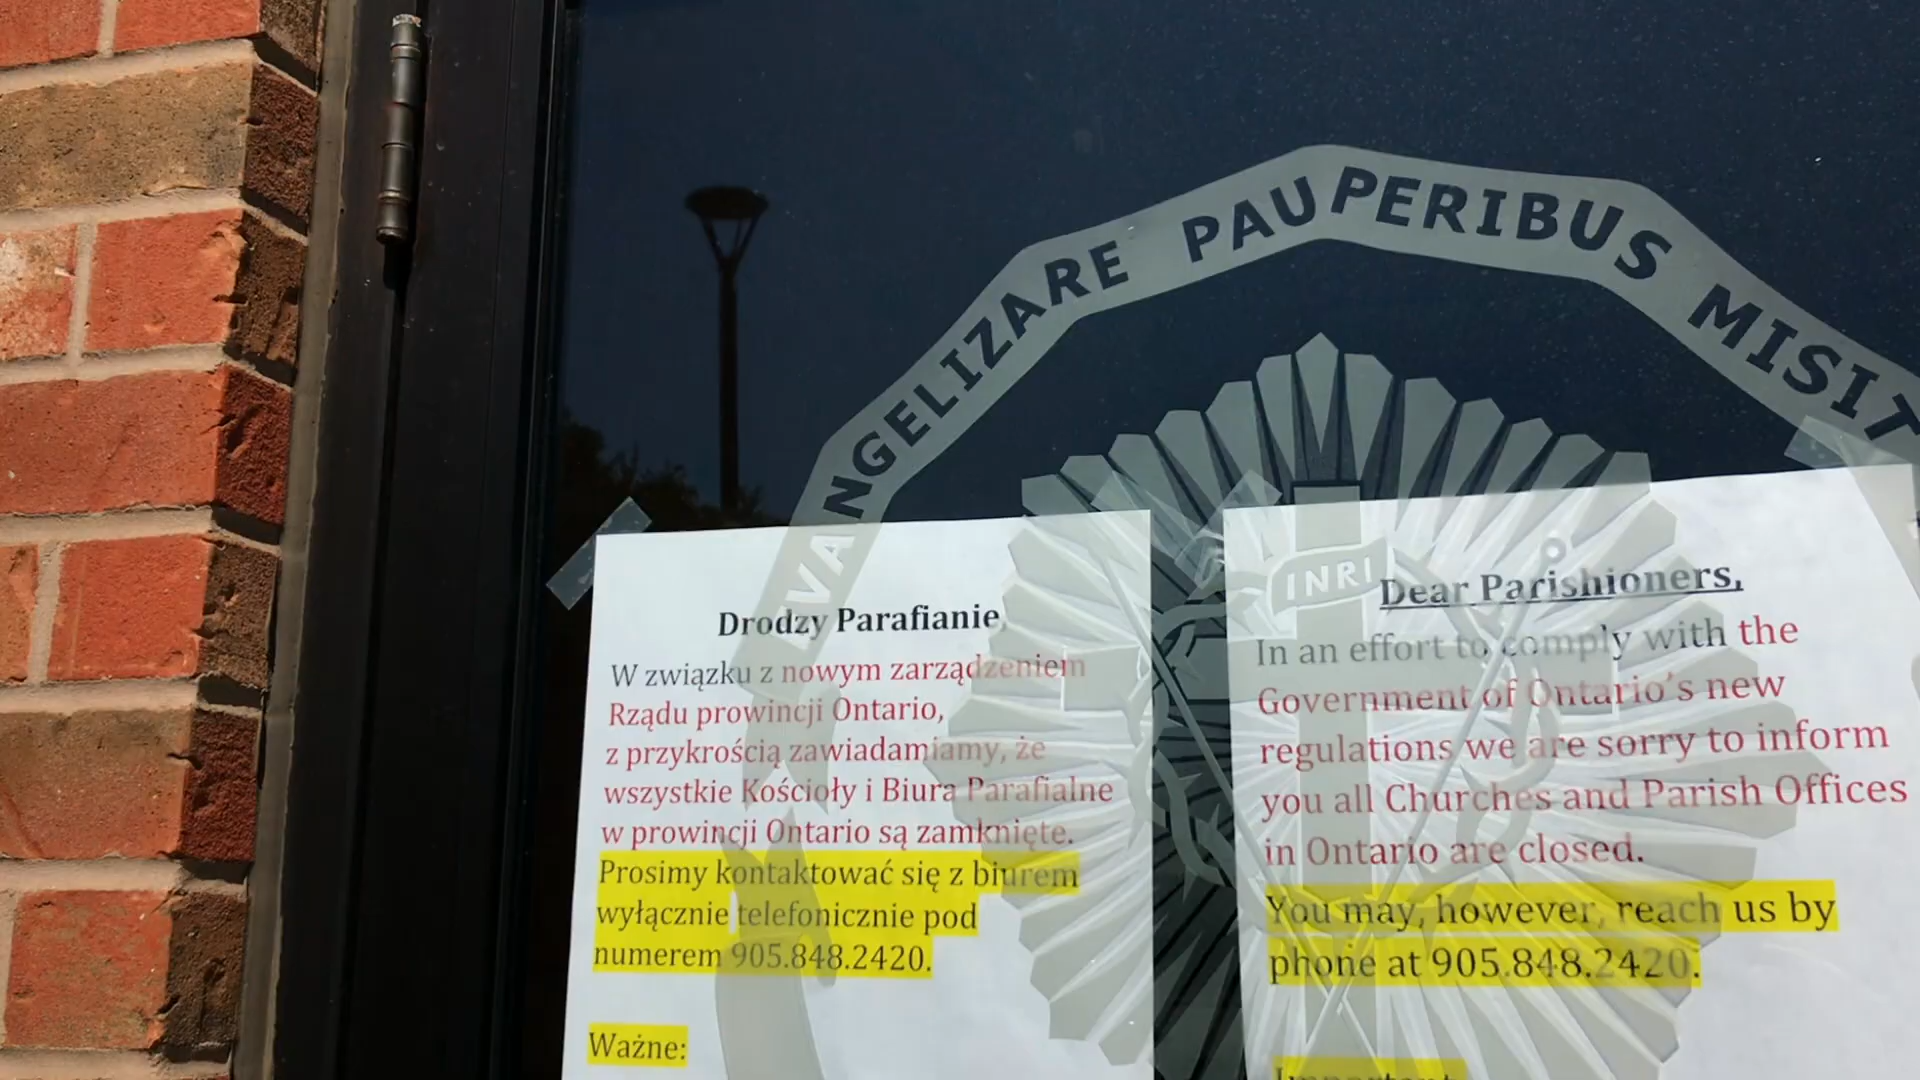 EVANGELIZARE PAUPERIBUS MISIT
INRI
Drodzy Parafianie,
W związku z nowym zarządzeniem
Rządu prowincji Ontario,
z przykrością zawiadamiamy, że
wszystkie Kościoły i Biura Parafialne
w prowincji Ontario są zamknięte.
Prosimy kontaktować się z biurem
wyłącznie telefonicznie pod
numerem 905.848.2420.
Ważne:
Dear Parishioners,
In an effort to comply with the
Government of Ontario's new
regulations we are sorry to inform
you all Churches and Parish Offices
in Ontario are closed.
You may, however, reach us by
phone at 905.848.2420.